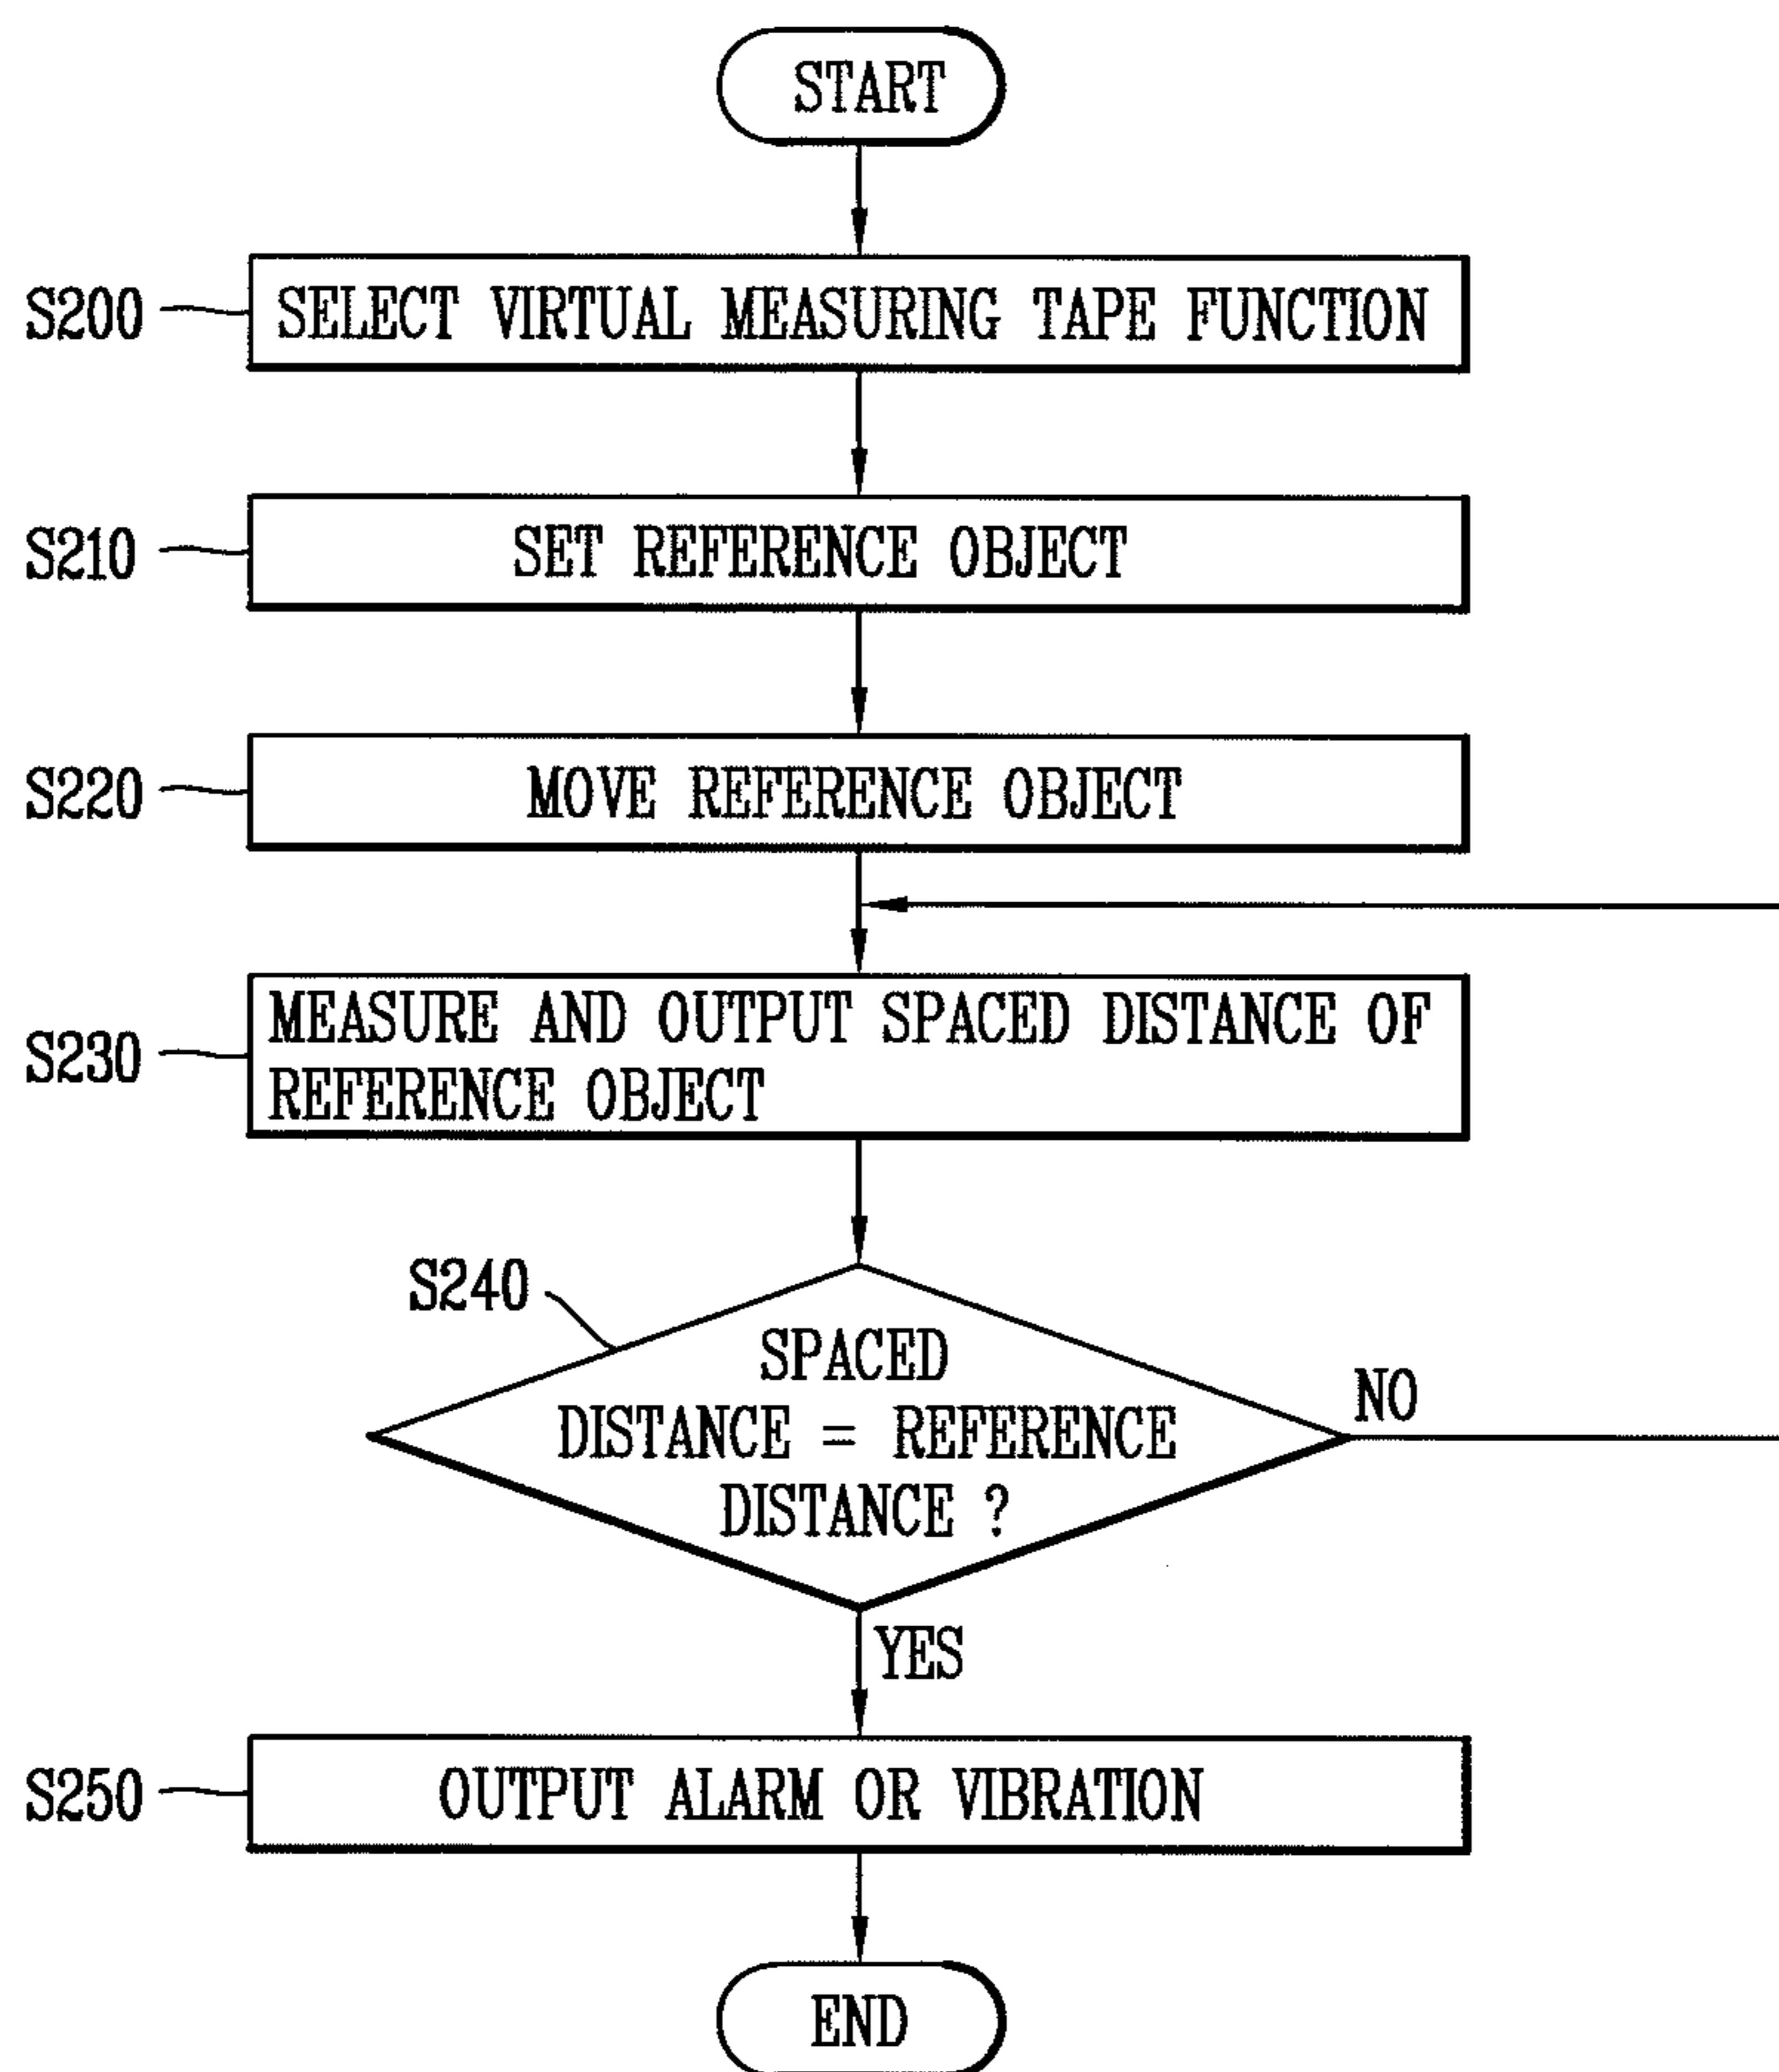 START
S200
SELECT VIRTUAL MEASURING TAPE FUNCTION
S210
SET REFERENCE OBJECT
S220
MOVE REFERENCE OBJECT
S230
MEASURE AND OUTPUT SPACED DISTANCE OF
REFERENCE OBJECT
S240
SPACED
DISTANCE = REFERENCE
DISTANCE ?
NO
YES
S250
OUTPUT ALARM OR VIBRATION
END